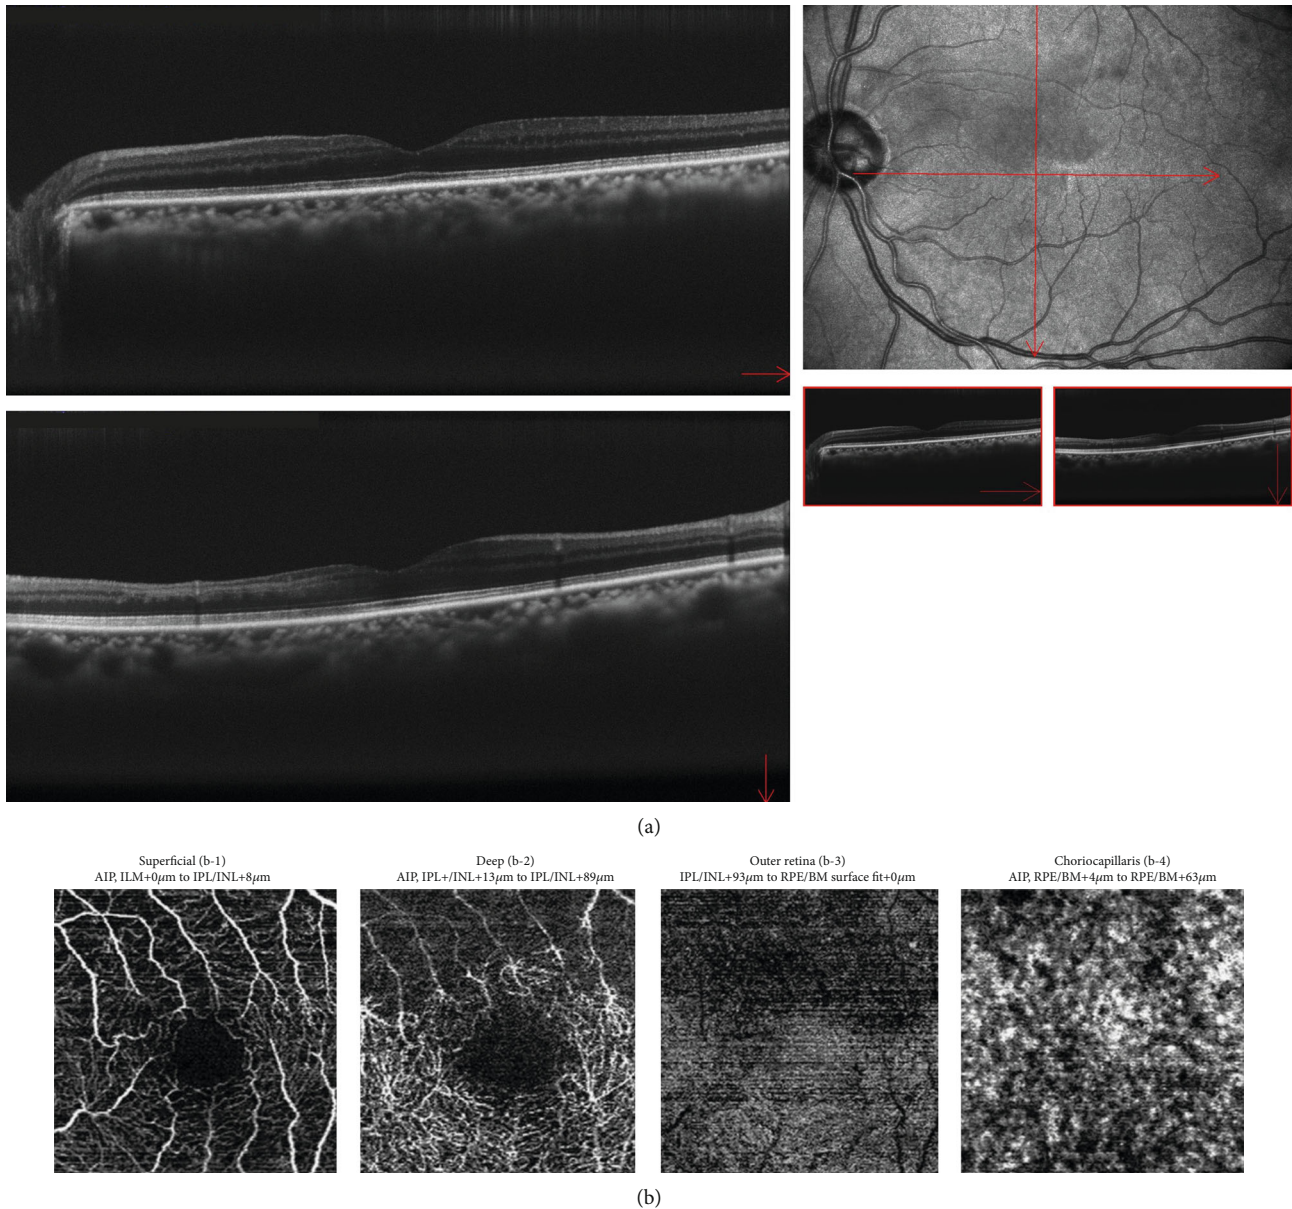 (a)
Superficial (b-1)
AIP, ILM+0μm to IPL/INL+8μm
Deep (b-2)
AIP, IPL+/INL+13μm to IPL/INL+89μm
Outer retina (b-3)
IPL/INL+93μm to RPE/BM surface fit+0μm
Choriocapillaris (b-4)
AIP, RPE/BM+4μm to RPE/BM+63μm
(b)